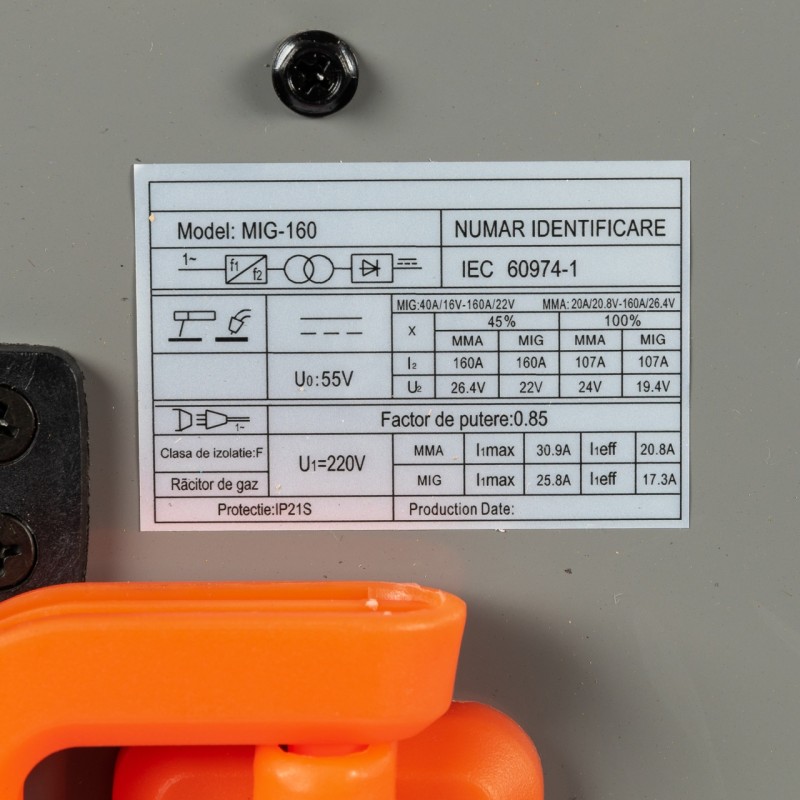 Model: MIG-160 NUMAR IDENTIFICARE
1~ f1 f2 IEC 60974-1
MIG:40A/16V-160A/22V MMA: 20A/20.8V-160A/26.4V
X 45% 100%
MMA MIG MMA MIG
U0:55V I2 160A 160A 107A 107A
U2 26.4V 22V 24V 19.4V
1~ Factor de putere:0.85
Clasa de izolatie:F U1=220V MMA I1max 30.9A I1eff 20.8A
Răcitor de gaz MIG I1max 25.8A I1eff 17.3A
Protectie:IP21S Production Date: